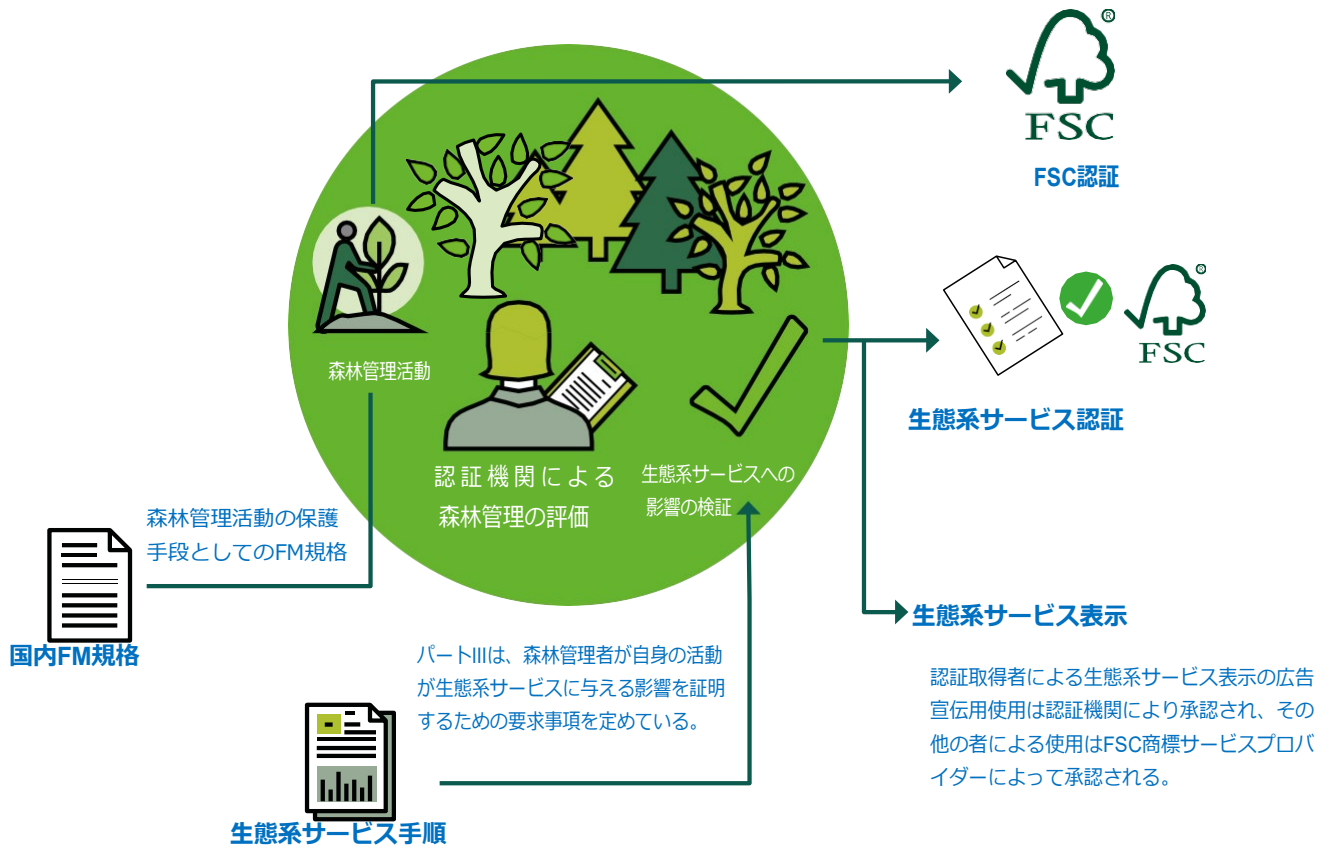 ®
FSC
FSC認証
森林管理活動
®
FSC
生態系サービス認証
認証機関による
森林管理の評価
生態系サービスへの
影響の検証
森林管理活動の保護
手段としてのFM規格
国内FM規格
生態系サービス表示
パートIIIは、森林管理者が自身の活動
が生態系サービスに与える影響を証明
するための要求事項を定めている。
認証取得者による生態系サービス表示の広告
宣伝用使用は認証機関により承認され、その
他の者による使用はFSC商標サービスプロバ
イダーによって承認される。
生態系サービス手順